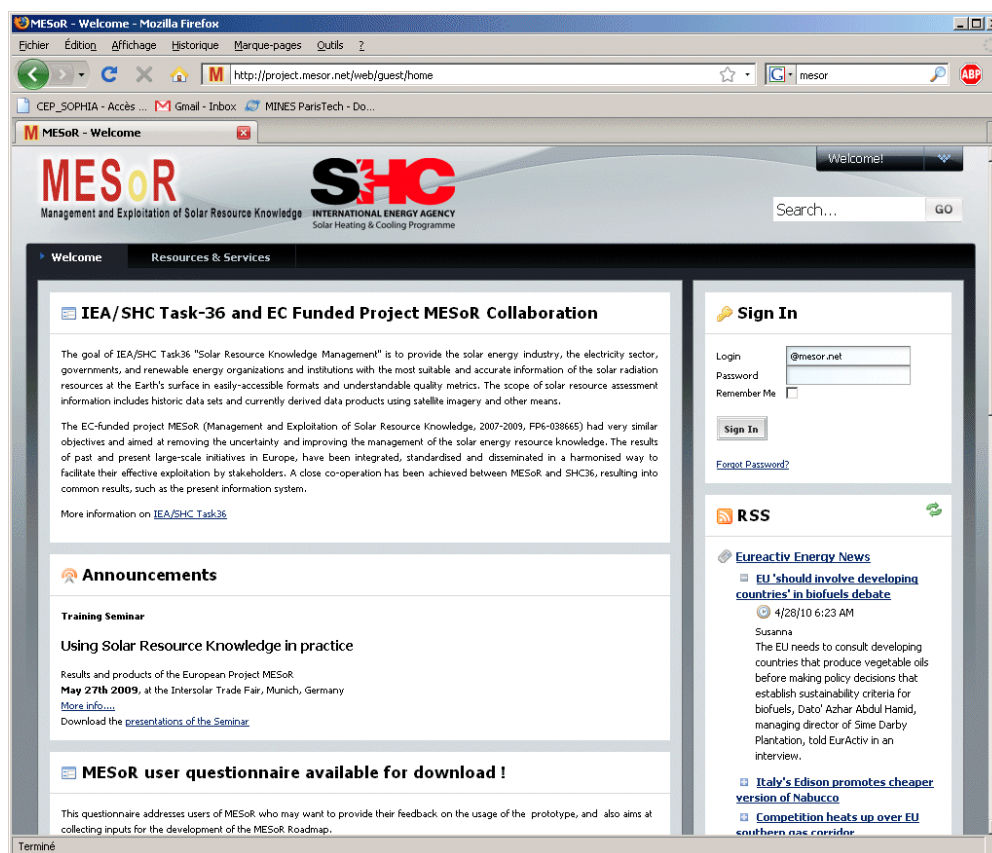 MESoR - Welcome - Mozilla Firefox
Fichier Édition Affichage Historique Marque-pages Outils ?
M http://project.mesor.net/web/guest/home
G mesor
ABP
CEP_SOPHIA - Accès ... Gmail - Inbox MINES ParisTech - Do...
M MESoR - Welcome
Welcome!
MESoR
Management and Exploitation of Solar Resource Knowledge
SHC
INTERNATIONAL ENERGY AGENCY
Solar Heating & Cooling Programme
Search... GO
Welcome Resources & Services
IEA/SHC Task-36 and EC Funded Project MESoR Collaboration
The goal of IEA/SHC Task36 "Solar Resource Knowledge Management" is to provide the solar energy industry, the electricity sector,
governments, and renewable energy organizations and institutions with the most suitable and accurate information of the solar radiation
resources at the Earth's surface in easily-accessible formats and understandable quality metrics. The scope of solar resource assessment
information includes historic data sets and currently derived data products using satellite imagery and other means.
The EC-funded project MESoR (Management and Exploitation of Solar Resource Knowledge, 2007-2009, FP6-038665) had very similar
objectives and aimed at removing the uncertainty and improving the management of the solar energy resource knowledge. The results
of past and present large-scale initiatives in Europe, have been integrated, standardised and disseminated in a harmonised way to
facilitate their effective exploitation by stakeholders. A close co-operation has been achieved between MESoR and SHC36, resulting into
common results, such as the present information system.
More information on IEA/SHC Task36
Announcements
Training Seminar
Using Solar Resource Knowledge in practice
Results and products of the European Project MESoR
May 27th 2009, at the Intersolar Trade Fair, Munich, Germany
More info....
Download the presentations of the Seminar
MESoR user questionnaire available for download !
This questionnaire addresses users of MESoR who may want to provide their feedback on the usage of the prototype, and also aims at
collecting inputs for the development of the MESoR Roadmap.
Sign In
Login @mesor.net
Password
Remember Me
Sign In
Forgot Password?
RSS
Eureactiv Energy News
EU 'should involve developing
countries' in biofuels debate
4/28/10 6:23 AM
Susanna
The EU needs to consult developing
countries that produce vegetable oils
before making policy decisions that
establish sustainability criteria for
biofuels, Dato' Azhar Abdul Hamid,
managing director of Sime Darby
Plantation, told EurActiv in an
interview.
Italy's Edison promotes cheaper
version of Nabucco
Competition heats up over EU
southern gas corridor
Terminé